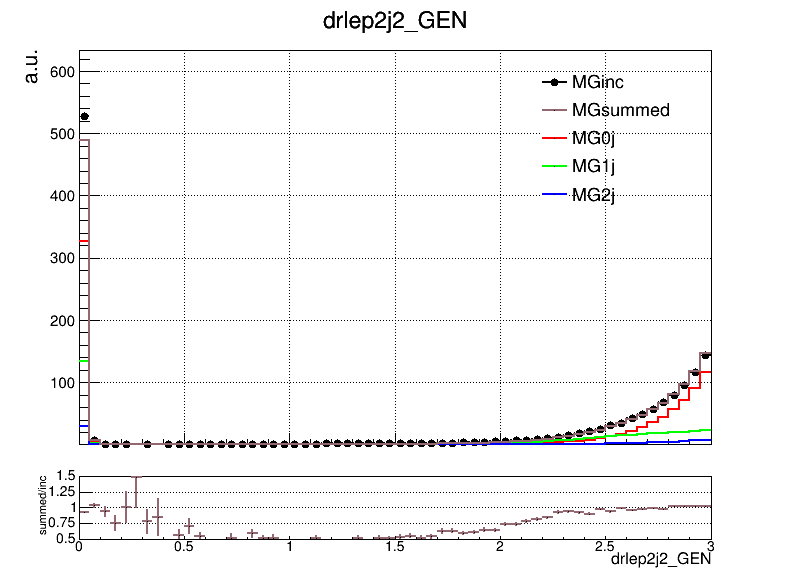 drlep2j2_GEN
a.u.
600
500
400
300
200
100
MGinc
MGsummed
MG0j
MG1j
MG2j
summed/inc
1.5
1.25
1
0.75
0.5
0 0.5 1 1.5 2 2.5 3
drlep2j2_GEN